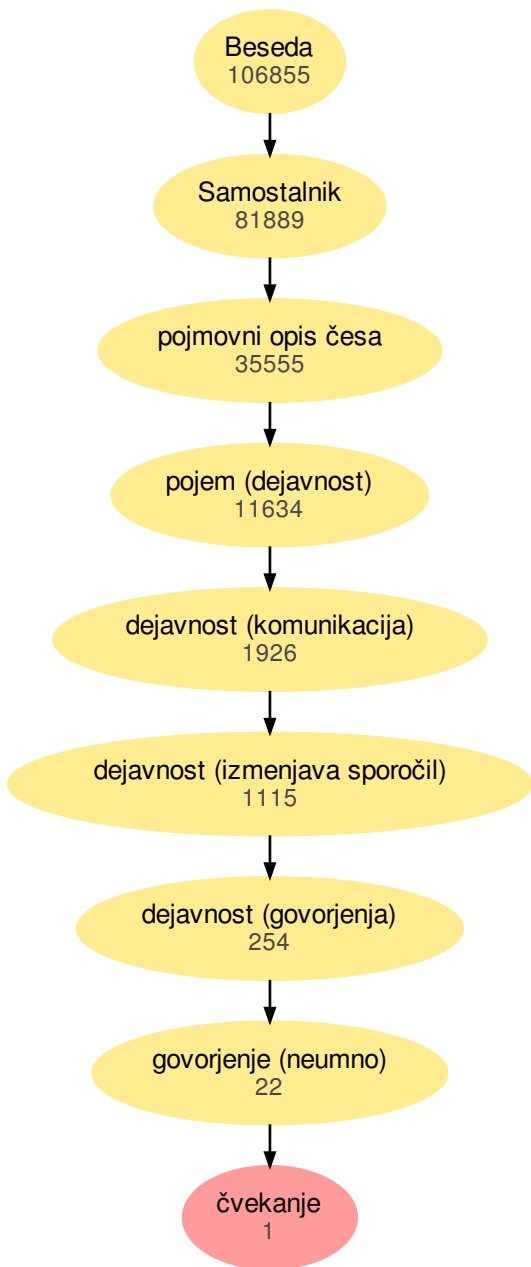 Beseda
106855
Samostalnik
81889
pojmovni opis česa
35555
pojem (dejavnost)
11634
dejavnost (komunikacija)
1926
dejavnost (izmenjava sporočil)
1115
dejavnost (govorjenja)
254
govorjenje (neumno)
22
čvekanje
1